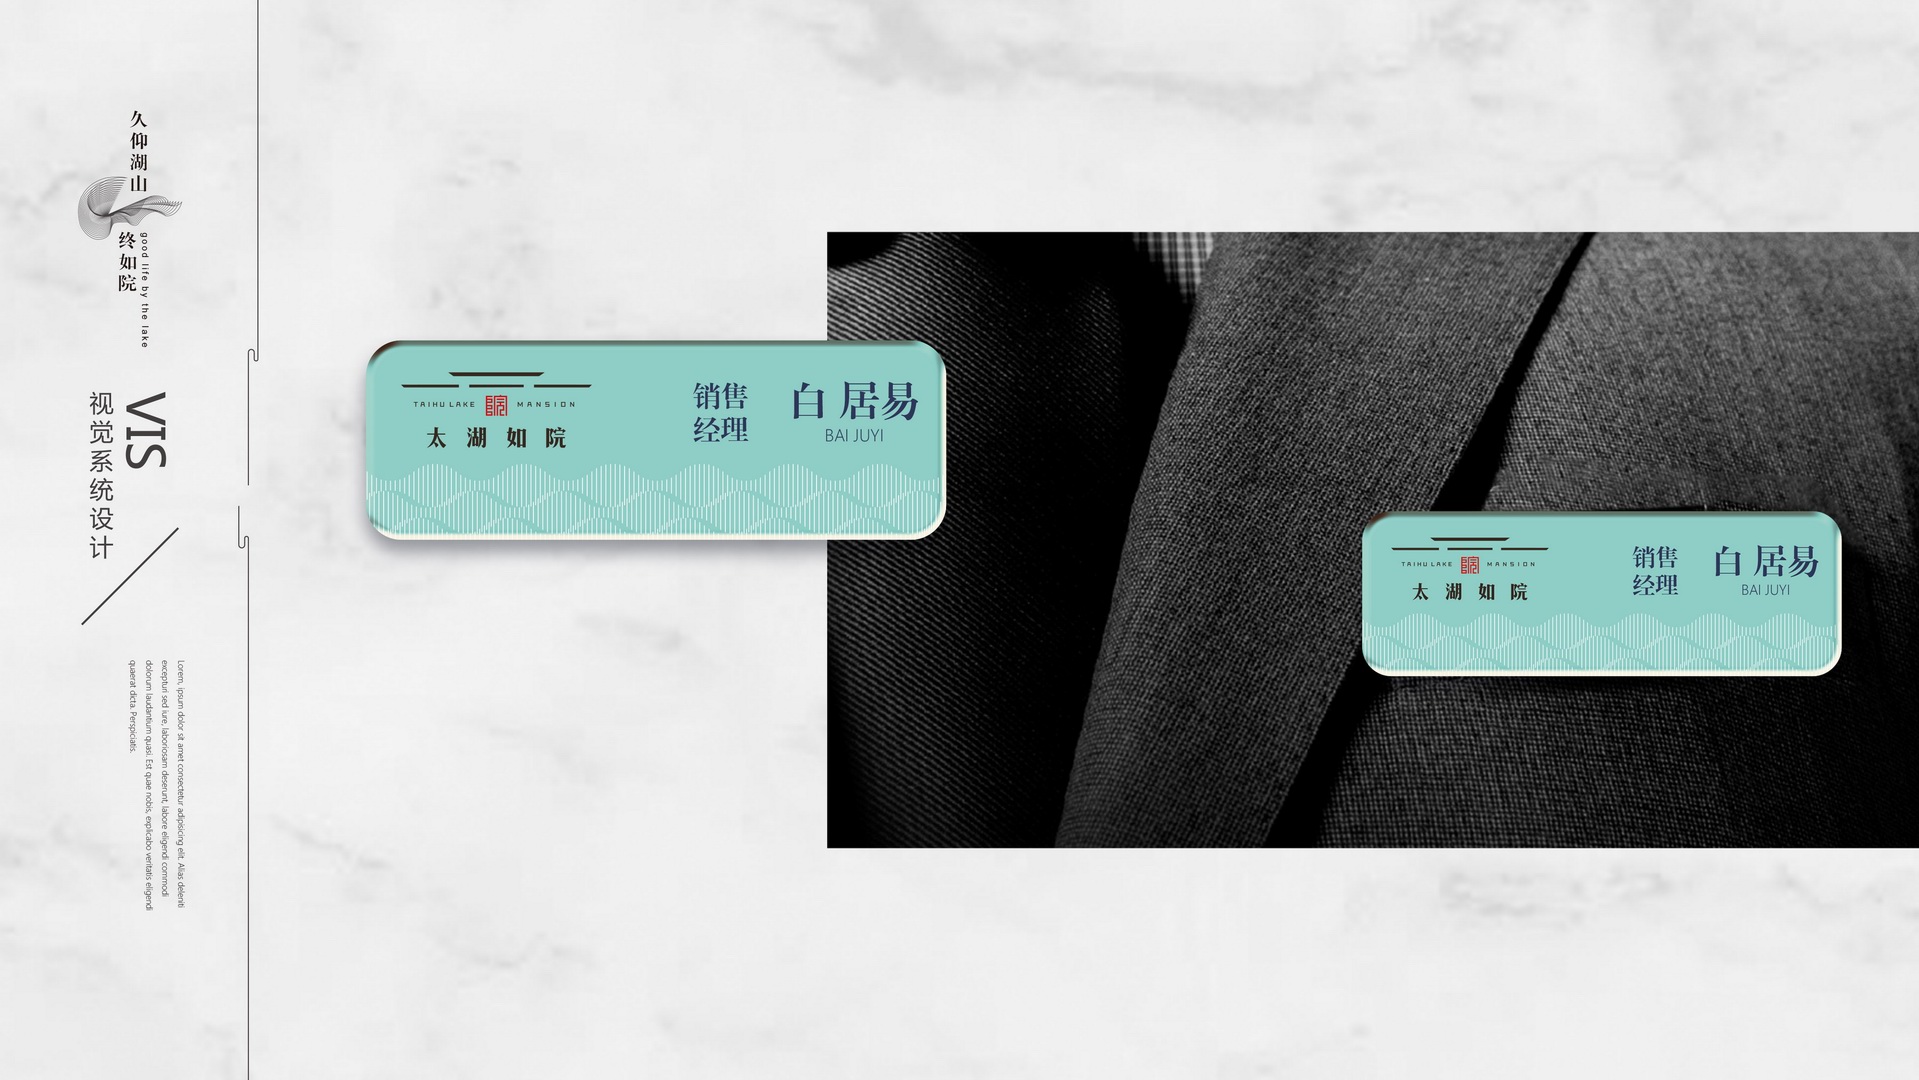 久仰湖山
终如院
good life by the lake
VIS
视觉系统设计
Lorem, ipsum dolor sit amet consectetur adipisicing elit. Alias deleniti
excepturi sed iure, laboriosam deserunt, labore eligendi commodi
dolorum laudantium quasi. Est quae nobis, explicabo veritatis eligendi
quaerat dicta. Perspiciatis.
TAIHU LAKE 院 MANSION
太湖如院
销售
经理
白居易
BAI JUYI
TAIHU LAKE 院 MANSION
太湖如院
销售
经理
白居易
BAI JUYI